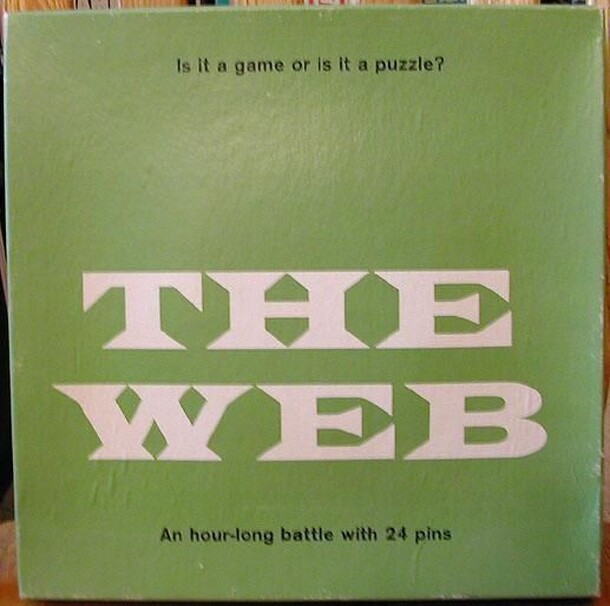 Is it a game or is it a puzzle?
THE
WEB
An hour-long battle with 24 pins